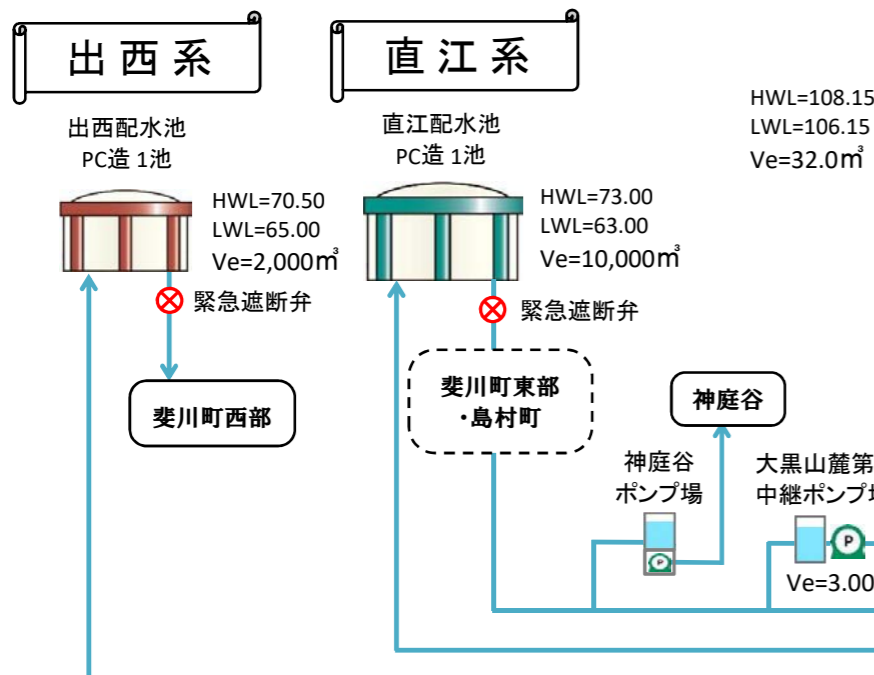 出西系
直江系
出西配水池
PC造 1池
HWL=70.50
LWL=65.00
Ve=2,000㎥
緊急遮断弁
斐川町西部
直江配水池
PC造 1池
HWL=73.00
LWL=63.00
Ve=10,000㎥
緊急遮断弁
斐川町東部
・島村町
HWL=108.15
LWL=106.15
Ve=32.0㎥
神庭谷
神庭谷
ポンプ場
P
大黒山麓第
中継ポンプ場
P
Ve=3.00